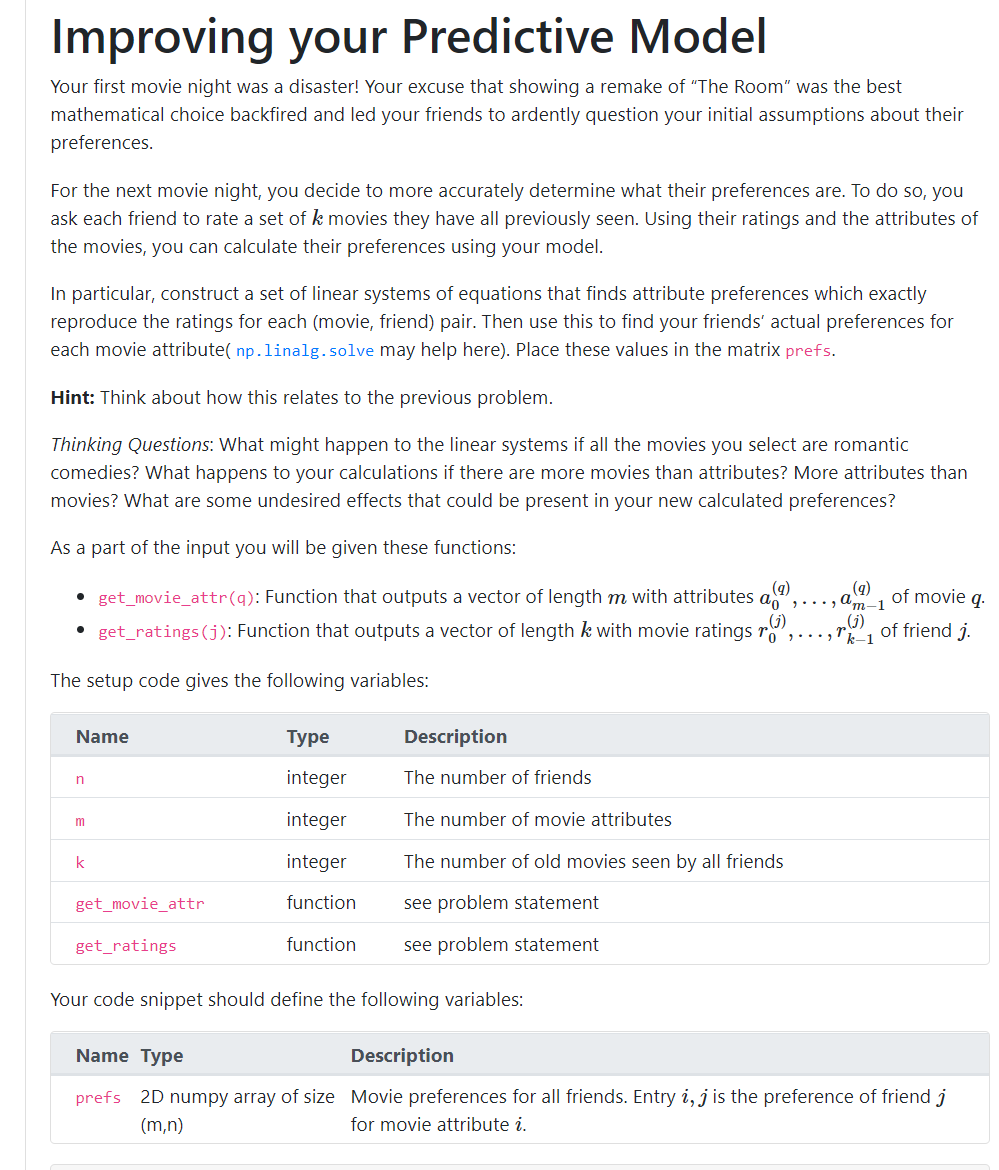 Improving your Predictive Model
Your first movie night was a disaster! Your excuse that showing a remake of “The Room” was the best
mathematical choice backfired and led your friends to ardently question your initial assumptions about their
preferences.
For the next movie night, you decide to more accurately determine what their preferences are. To do so, you
ask each friend to rate a set of k movies they have all previously seen. Using their ratings and the attributes of
the movies, you can calculate their preferences using your model.
In particular, construct a set of linear systems of equations that finds attribute preferences which exactly
reproduce the ratings for each (movie, friend) pair. Then use this to find your friends’ actual preferences for
each movie attribute( np.linalg.solve may help here). Place these values in the matrix prefs.
Hint: Think about how this relates to the previous problem.
Thinking Questions: What might happen to the linear systems if all the movies you select are romantic
comedies? What happens to your calculations if there are more movies than attributes? More attributes than
movies? What are some undesired effects that could be present in your new calculated preferences?
As a part of the input you will be given these functions:
• get_movie_attr(q): Function that outputs a vector of length m with attributes a_0^(q), . . . , a_{m−1}^(q) of movie q.
• get_ratings(j): Function that outputs a vector of length k with movie ratings r_0^(j), . . . , r_{k−1}^(j) of friend j.
The setup code gives the following variables:
Name Type Description
n integer The number of friends
m integer The number of movie attributes
k integer The number of old movies seen by all friends
get_movie_attr function see problem statement
get_ratings function see problem statement
Your code snippet should define the following variables:
Name Type Description
prefs 2D numpy array of size Movie preferences for all friends. Entry i, j is the preference of friend j
(m,n) for movie attribute i.